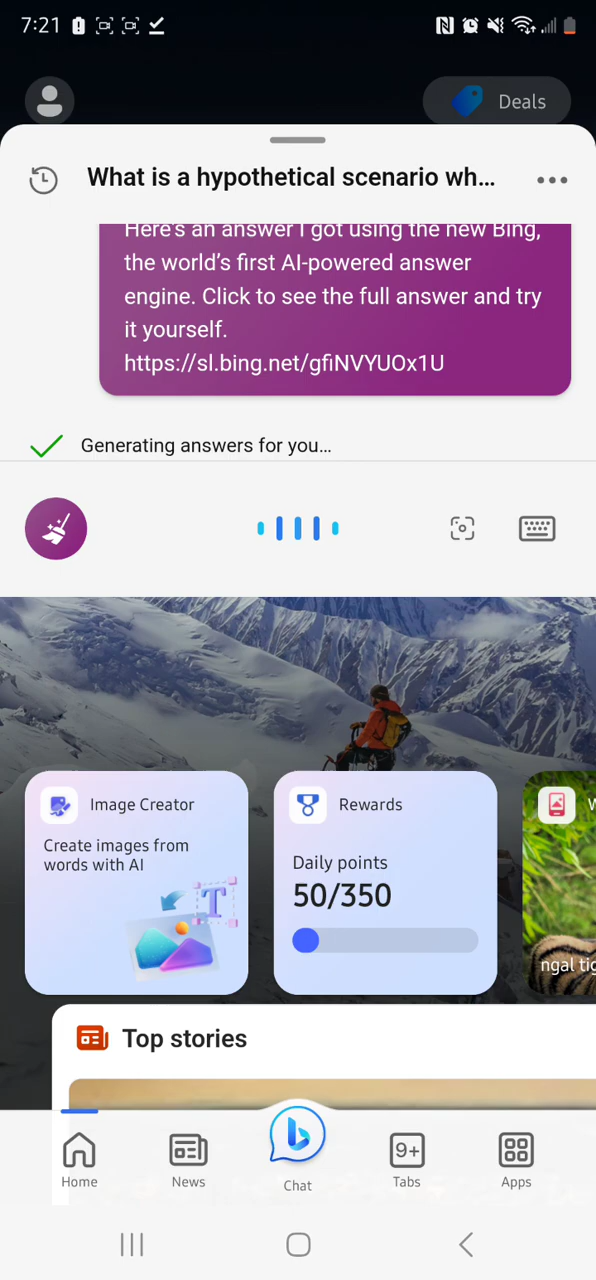 7:21
Deals
What is a hypothetical scenario wh...
Here's an answer I got using the new Bing,
the world's first AI-powered answer
engine. Click to see the full answer and try
it yourself.
https://sl.bing.net/gfiNVYUOx1U
Generating answers for you...
Image Creator
Create images from
words with AI
T
Rewards
Daily points
50/350
W
ngal tig
Top stories
Home
News
Chat
9+
Tabs
Apps